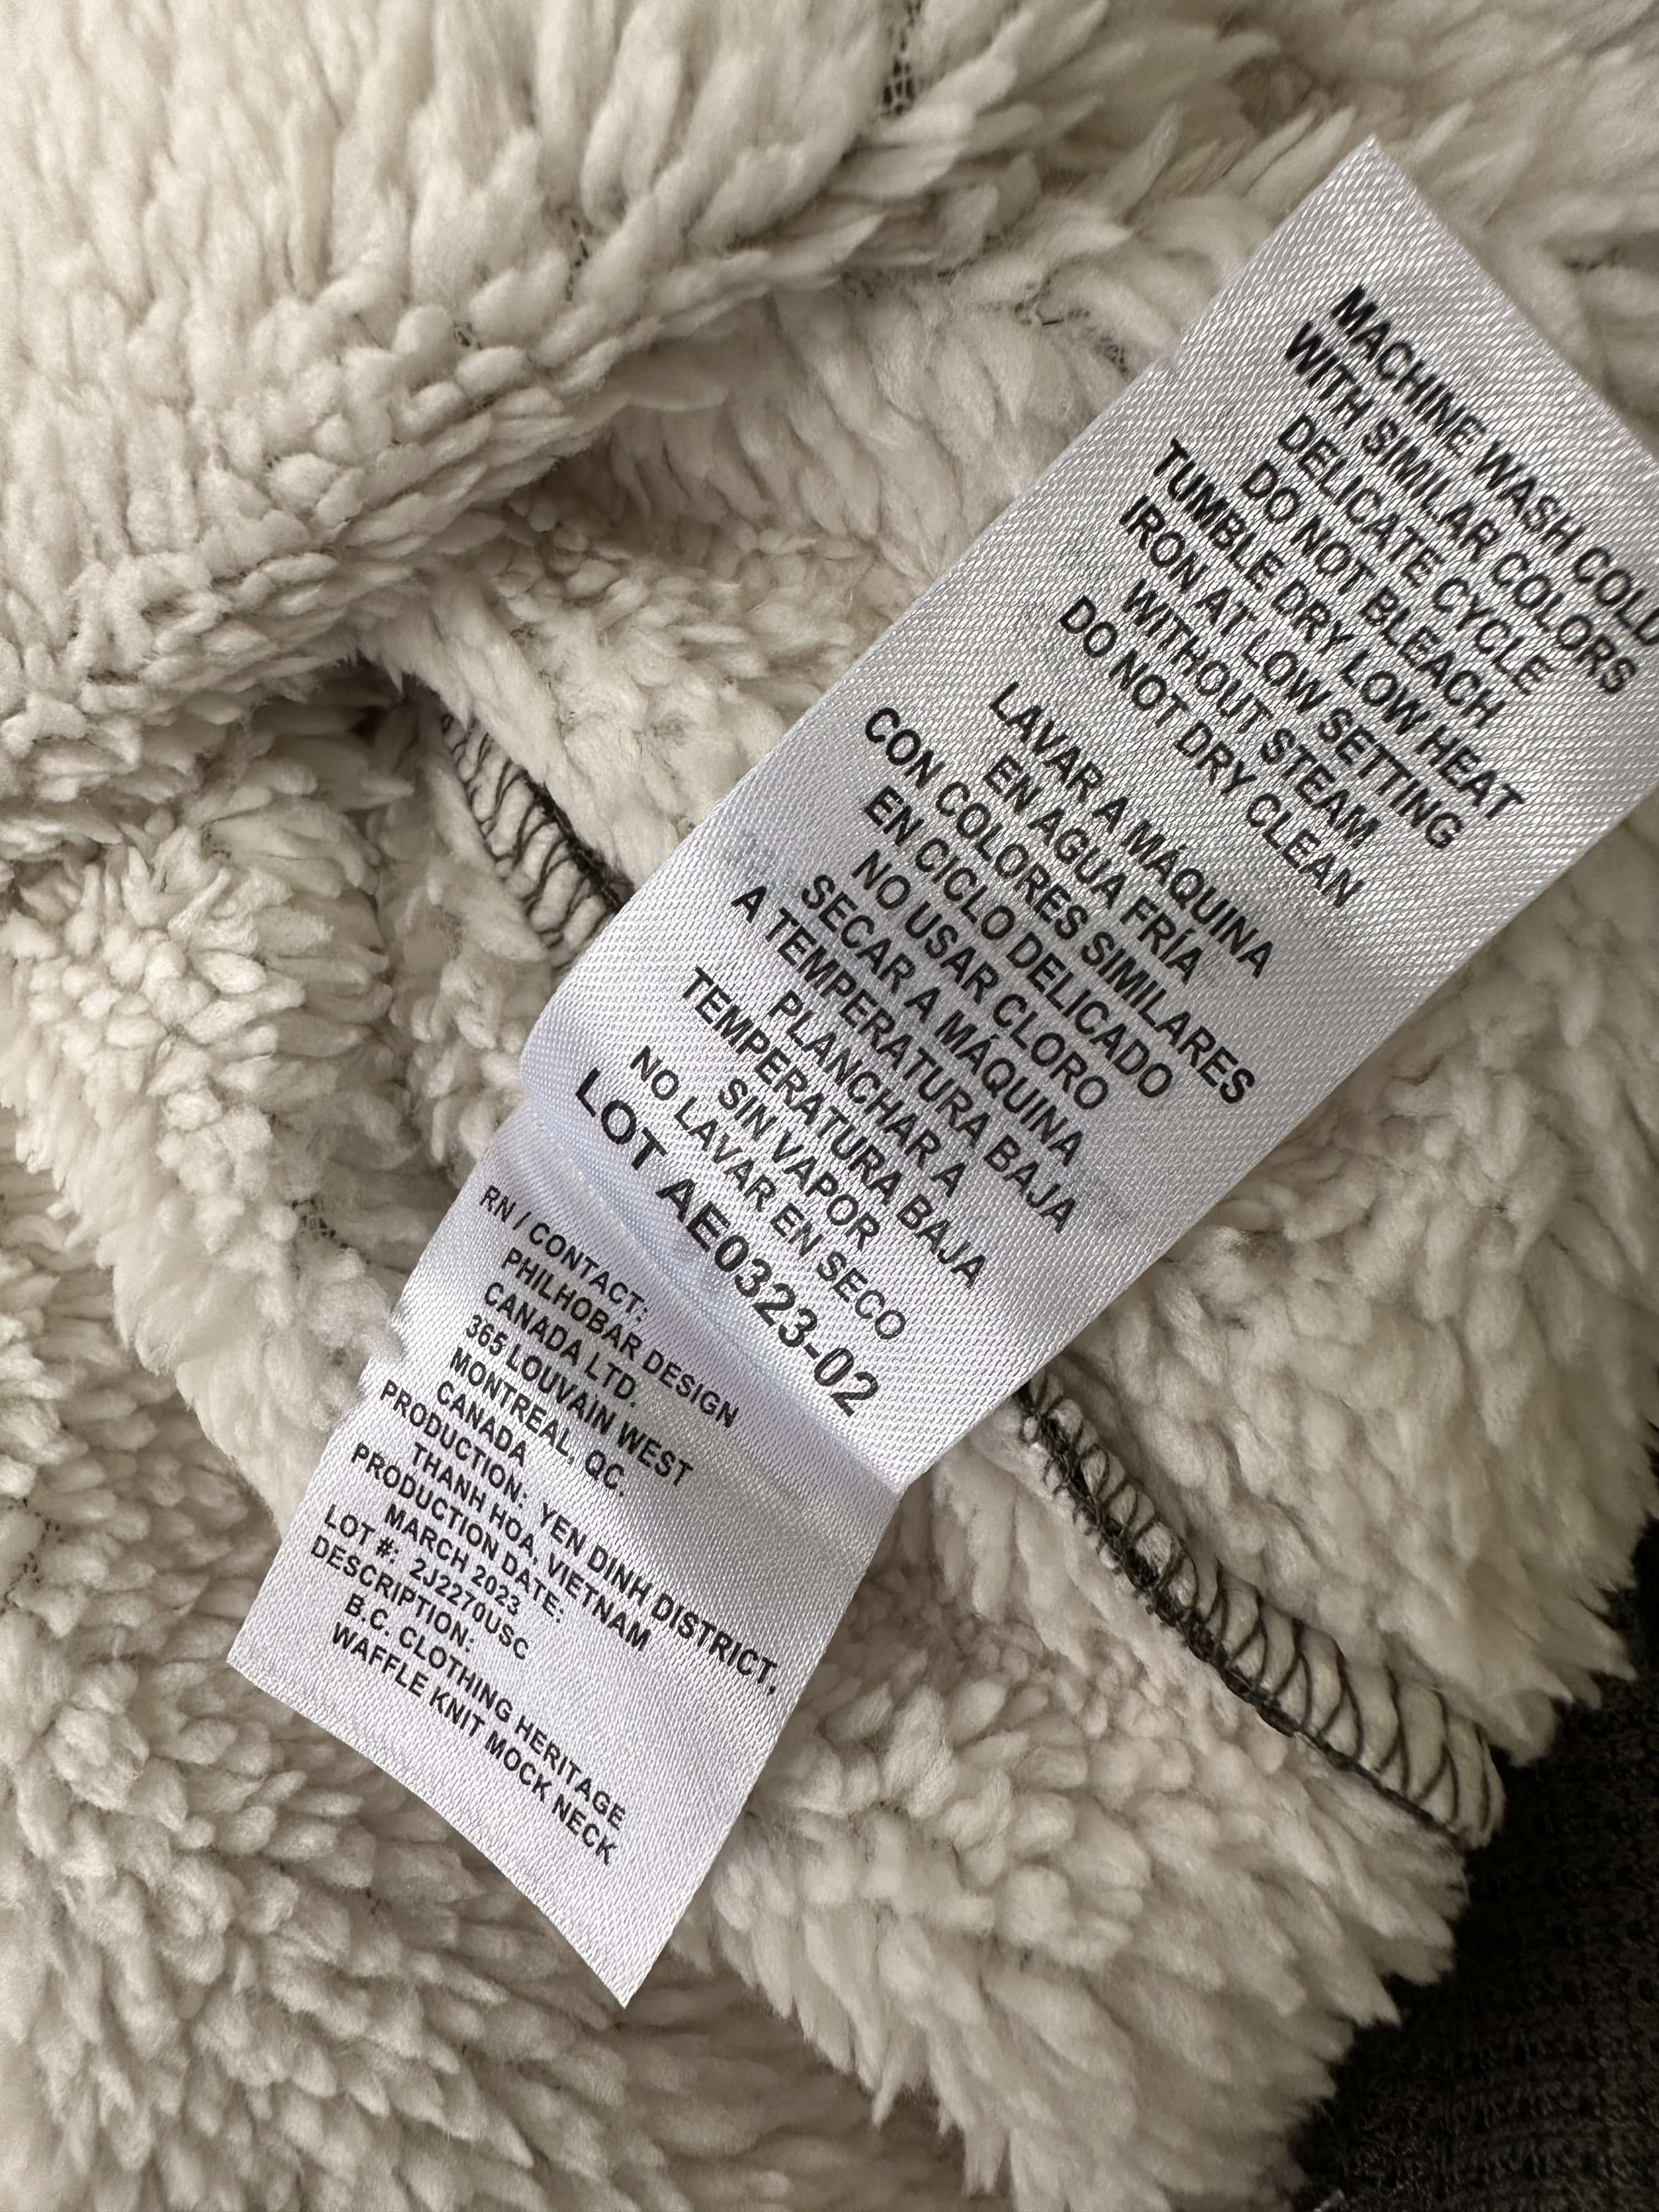 MACHINE WASH COLD
WITH SIMILAR COLORS
DELICATE CYCLE
DO NOT BLEACH
TUMBLE DRY LOW HEAT
IRON AT LOW SETTING
WITHOUT STEAM
DO NOT DRY CLEAN
LAVAR A MÁQUINA
EN AGUA FRÍA
CON COLORES SIMILARES
EN CICLO DELICADO
NO USAR CLORO
SECAR A MÁQUINA
A TEMPERATURA BAJA
PLANCHAR A
TEMPERATURA BAJA
SIN VAPOR
NO LAVAR EN SECO
LOT AE0323-02
RN / CONTACT:
PHILHOBAR DESIGN
CANADA LTD.
365 LOUVAIN WEST
MONTREAL, QC.
CANADA
PRODUCTION: YEN DINH DISTRICT,
THANH HOA, VIETNAM
PRODUCTION DATE:
MARCH 2023
LOT #: 2J2270USC
DESCRIPTION:
B.C. CLOTHING HERITAGE
WAFFLE KNIT MOCK NECK